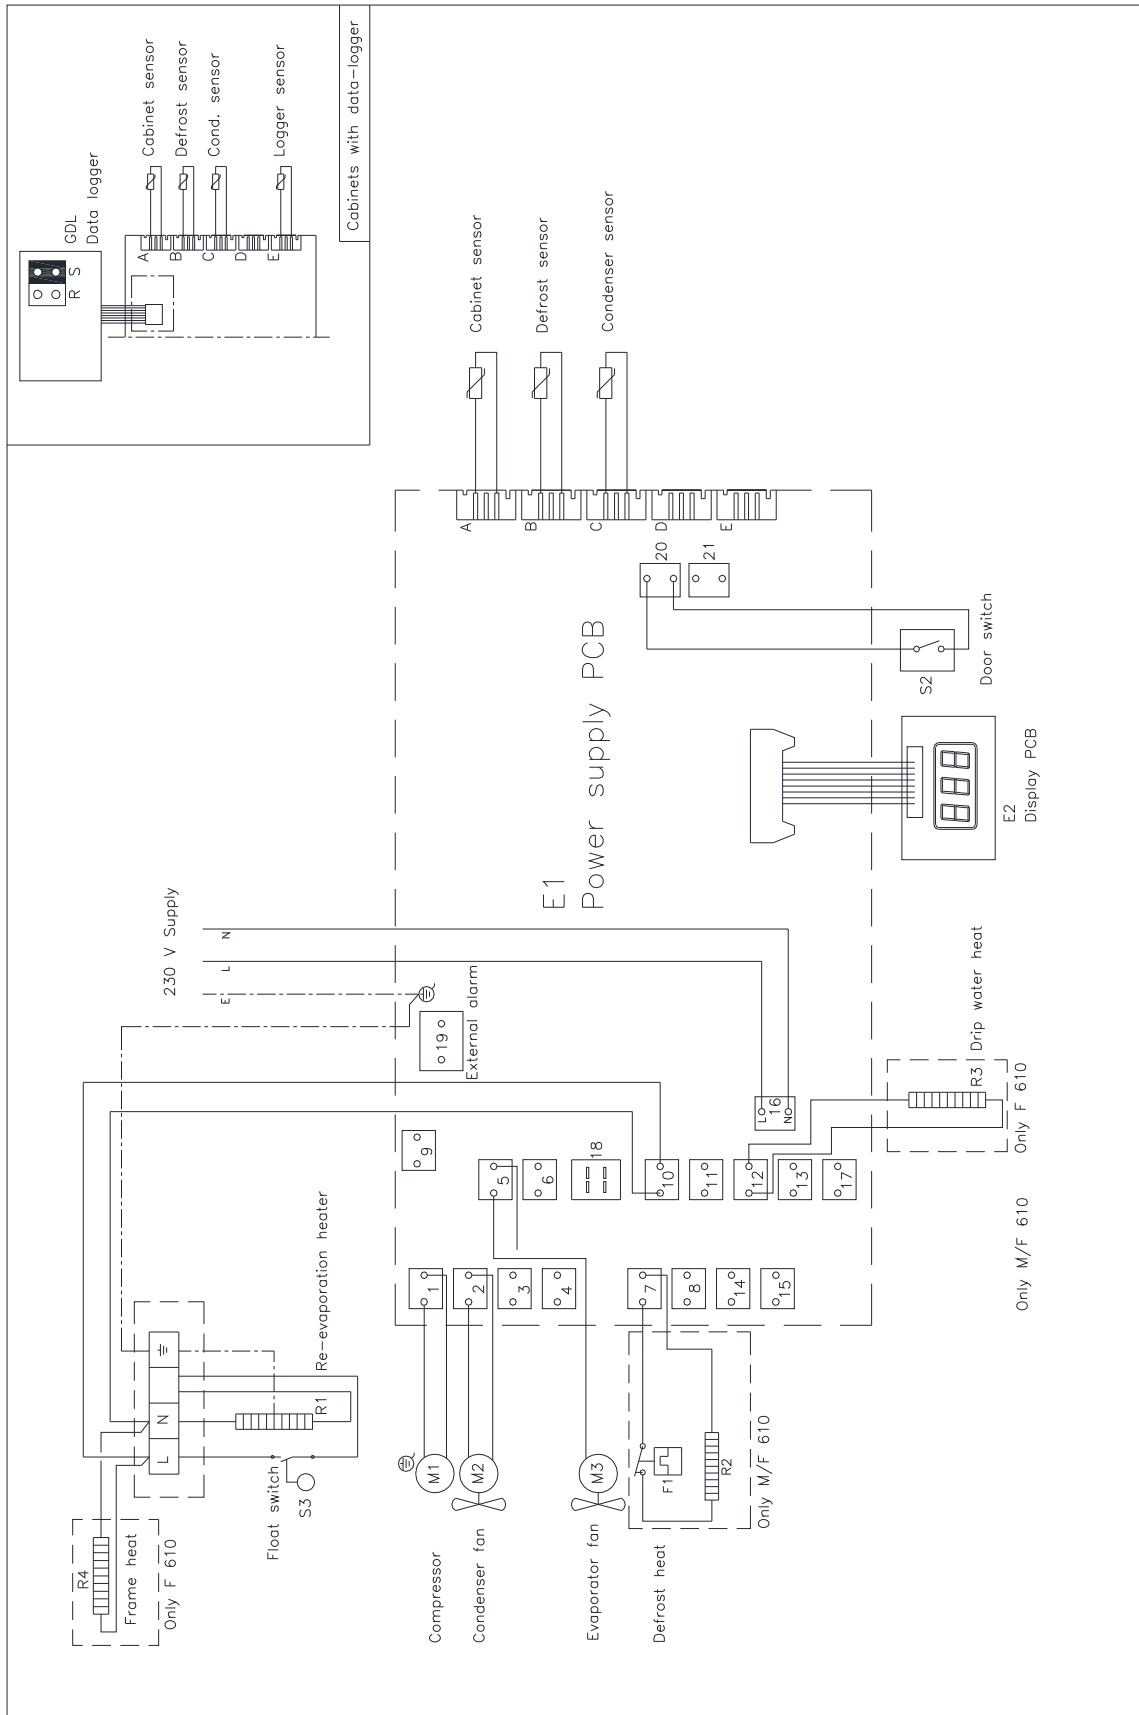 GDL
Data logger
R S
A
B
C
D
E
Cabinet sensor
Defrost sensor
Cond. sensor
Logger sensor
Cabinets with data-logger
Cabinet sensor
Defrost sensor
Condenser sensor
A
B
C
D
E
20
21
S2
Door switch
E1
Power supply PCB
E2
Display PCB
230 V Supply
E
L
N
19
External alarm
L
16
N
R3
Drip water heat
Only F 610
9
5
6
18
10
11
12
13
17
1
2
3
4
7
8
14
15
Only M/F 610
L
N
R1
Re-evaporation heater
Float switch
S3
R4
Frame heat
Only F 610
M1
M2
M3
F1
R2
Only M/F 610
Compressor
Condenser fan
Evaporator fan
Defrost heat